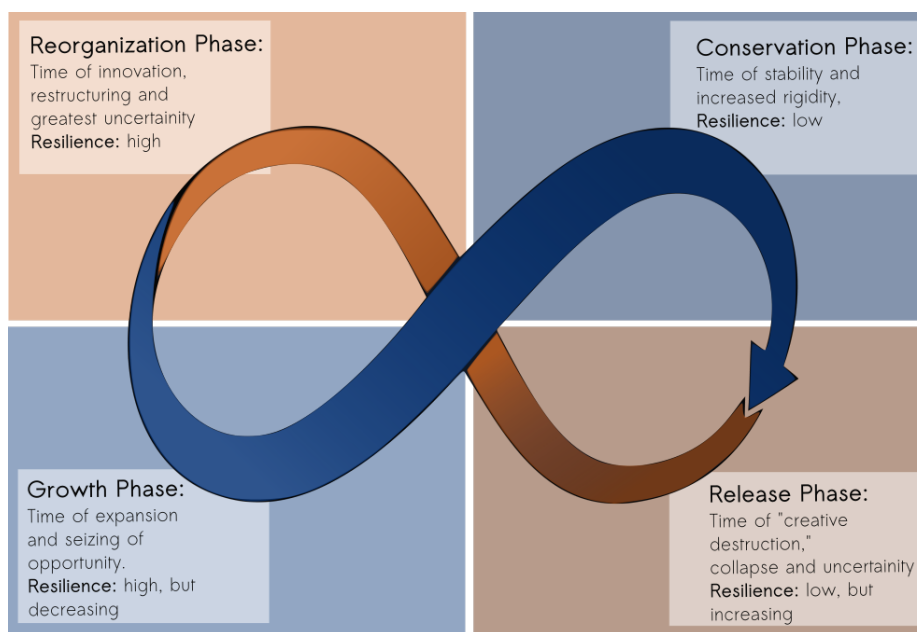 Reorganization Phase:
Time of innovation,
restructuring and
greatest uncertainity
Resilience: high
Conservation Phase:
Time of stability and
increased rigidity,
Resilience: low
Growth Phase:
Time of expansion
and seizing of
opportunity.
Resilience: high, but
decreasing
Release Phase:
Time of "creative
destruction,"
collapse and uncertainity
Resilience: low, but
increasing